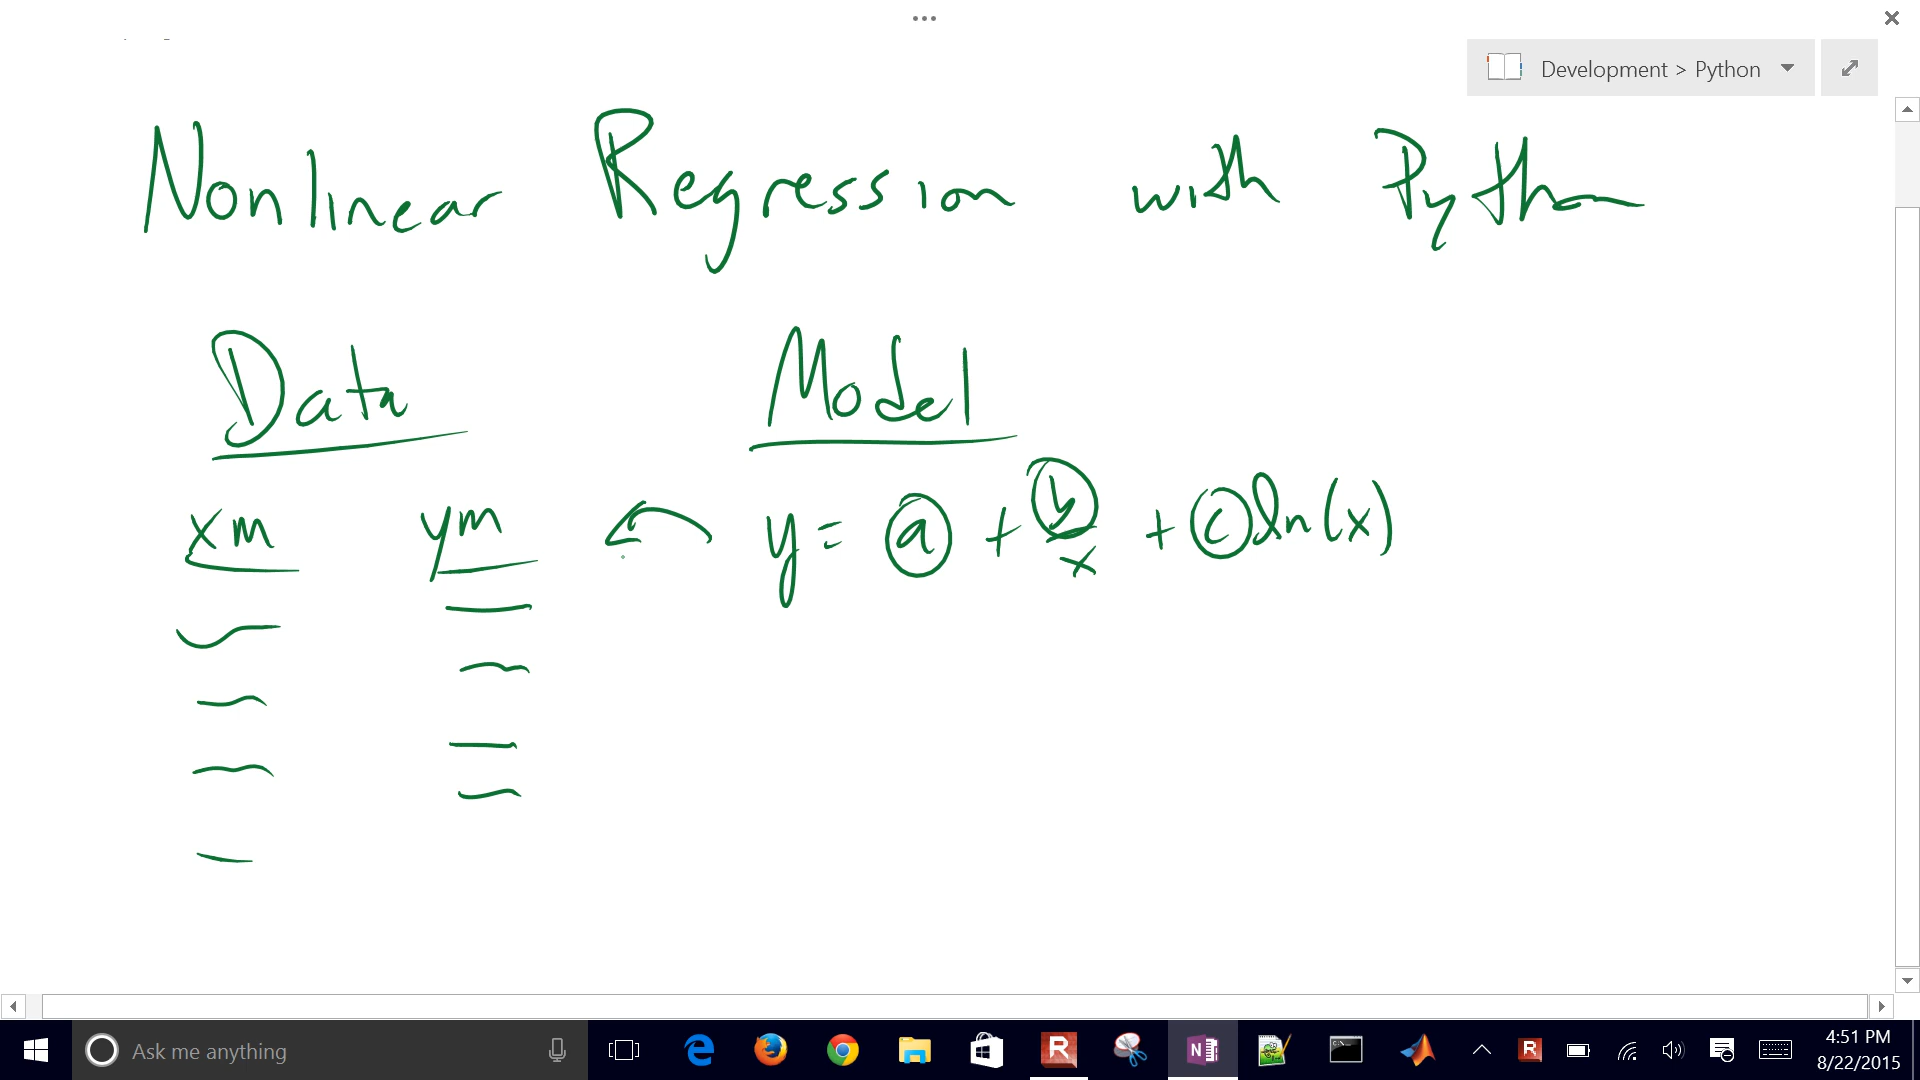 Development > Python
Nonlinear Regression with Python
Data Model
xm ym y = a + b/x + c ln(x)
Ask me anything
4:51 PM
8/22/2015